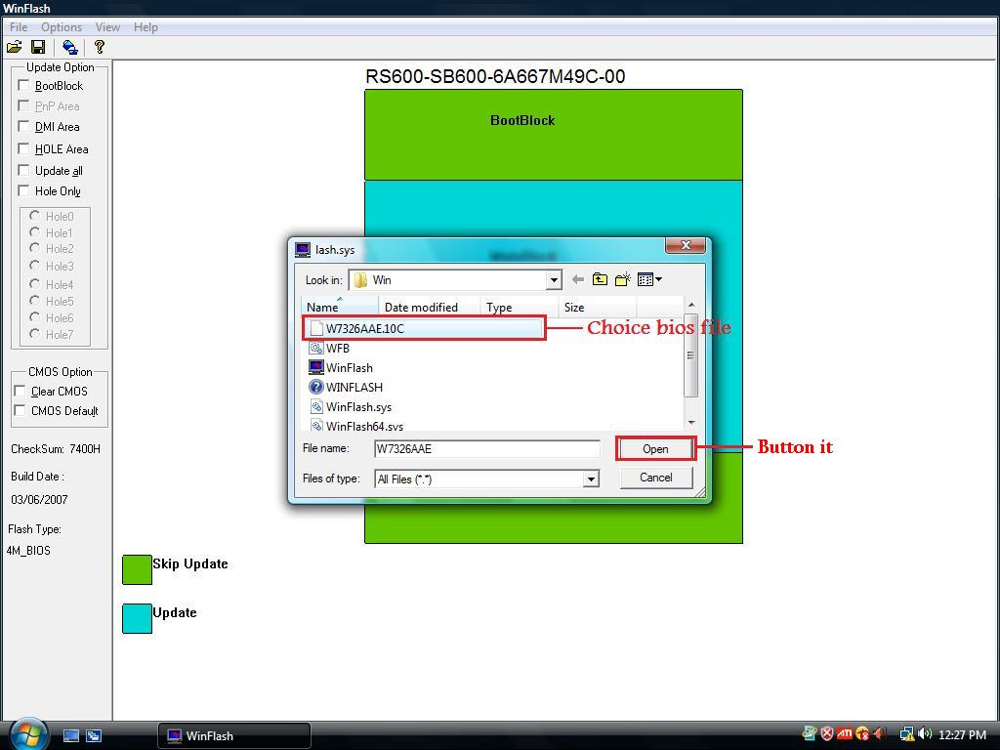 WinFlash
File Options View Help
Update Option
BootBlock
PnP Area
DMI Area
HOLE Area
Update all
Hole Only
Hole0
Hole1
Hole2
Hole3
Hole4
Hole5
Hole6
Hole7
CMOS Option
Clear CMOS
CMOS Default
CheckSum: 7400H
Build Date :
03/06/2007
Flash Type:
4M_BIOS
RS600-SB600-6A667M49C-00
BootBlock
lash.sys
Look in: Win
Name Date modified Type Size
W7326AAE.10C
Choice bios file
WFB
WinFlash
WINFLASH
WinFlash.sys
WinFlash64.sys
File name: W7326AAE Open
Button it
Files of type: All Files (*.*) Cancel
Skip Update
Update
WinFlash
ATI
12:27 PM